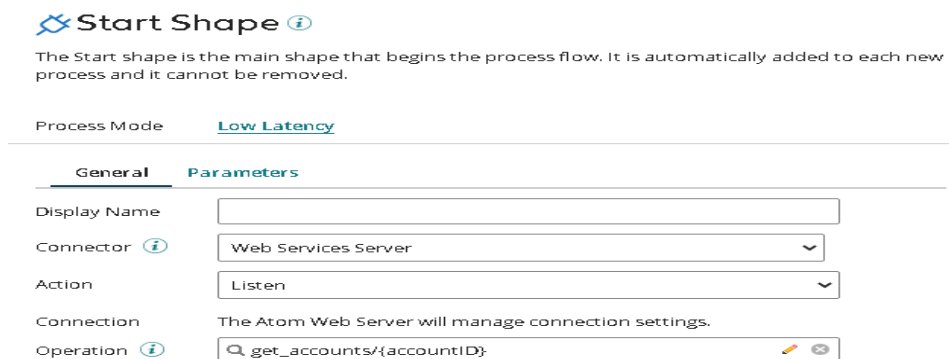 Start Shape
The Start shape is the main shape that begins the process flow. It is automatically added to each new
process and it cannot be removed.
Process Mode Low Latency
General Parameters
Display Name
Connector Web Services Server
Action Listen
Connection The Atom Web Server will manage connection settings.
Operation get_accounts/{accountID}